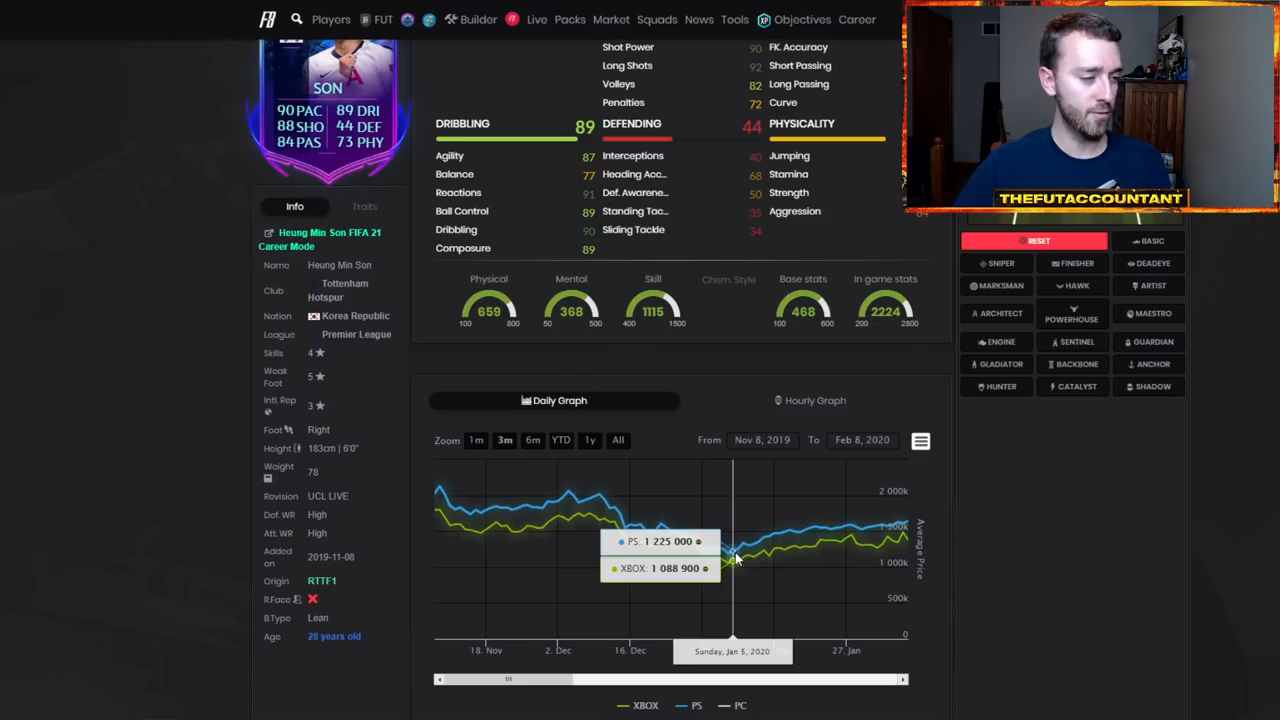 Players FUT Builder Live Packs Market Squads News Tools XP Objectives Career
SON
90 PAC 89 DRI
88 SHO 44 DEF
84 PAS 73 PHY
Info Traits
Heung Min Son FIFA 21 Career Mode
Name Heung Min Son
Club Tottenham Hotspur
Nation Korea Republic
League Premier League
Skills 4
Weak Foot 5
Intl. Rep 3
Foot Right
Height 183cm | 6'0"
Weight 78
Revision UCL LIVE
Def. WR High
Att. WR High
Added on 2019-11-08
Origin RTTF1
R.Face
B.Type Lean
Age 28 years old
Shot Power 90
Long Shots 92
Volleys 82
Penalties 72
FK. Accuracy
Short Passing
Long Passing
Curve
DRIBBLING 89
Agility 87
Balance 77
Reactions 91
Ball Control 89
Dribbling 90
Composure 89
DEFENDING 44
Interceptions 40
Heading Acc... 68
Def. Awarene... 50
Standing Tac... 35
Sliding Tackle 34
PHYSICALITY
Jumping
Stamina
Strength
Aggression
Physical Mental Skill Chem. Style Base stats In game stats
659 368 1115 468 2224
100 800 50 500 400 1500 100 600 200 2800
Daily Graph Hourly Graph
Zoom 1m 3m 6m YTD 1y All From Nov 8, 2019 To Feb 8, 2020
2 000k
1 000k
500k
0
Average Price
PS: 1 225 000
XBOX: 1 088 900
18. Nov 2. Dec 16. Dec 27. Jan
Sunday, Jan 5, 2020
XBOX PS PC
THEFUTACCOUNTANT
RESET BASIC
SNIPER FINISHER DEADEYE
MARKSMAN HAWK ARTIST
ARCHITECT POWERHOUSE MAESTRO
ENGINE SENTINEL GUARDIAN
GLADIATOR BACKBONE ANCHOR
HUNTER CATALYST SHADOW